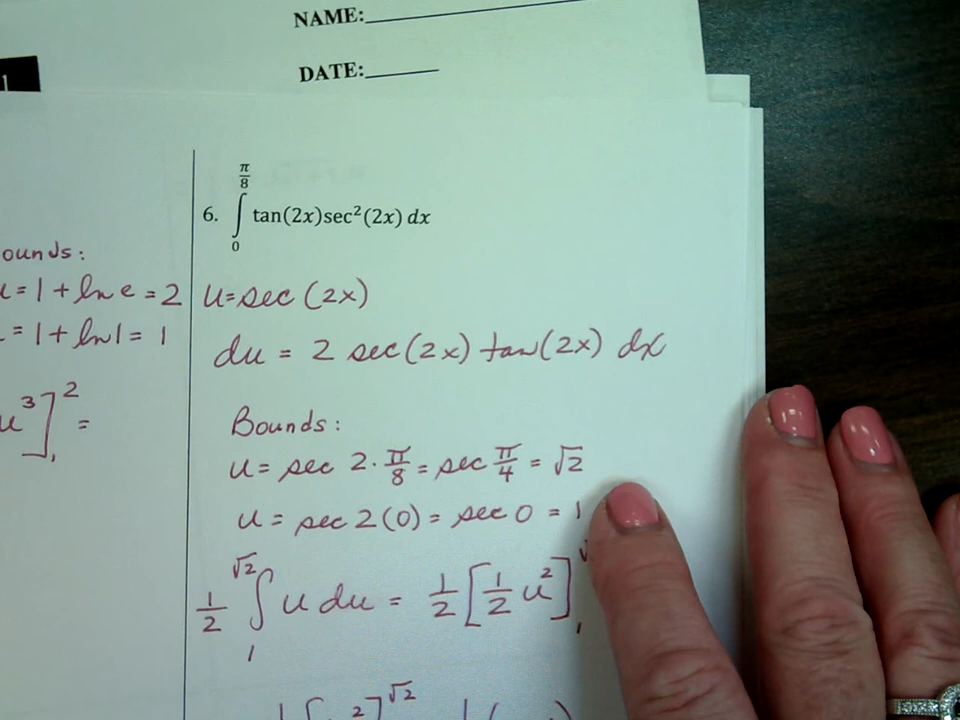 NAME:
DATE:
1
6. ∫₀^{π/8} tan(2x)sec²(2x) dx
ounds:
u = 1 + ln e = 2
= 1 + ln 1 = 1
u³]₁² =
u = sec (2x)
du = 2 sec(2x) tan(2x) dx
Bounds:
u = sec 2·π/8 = sec π/4 = √2
u = sec 2(0) = sec 0 = 1
1/2 ∫₁^{√2} u du = 1/2 [1/2 u²]₁